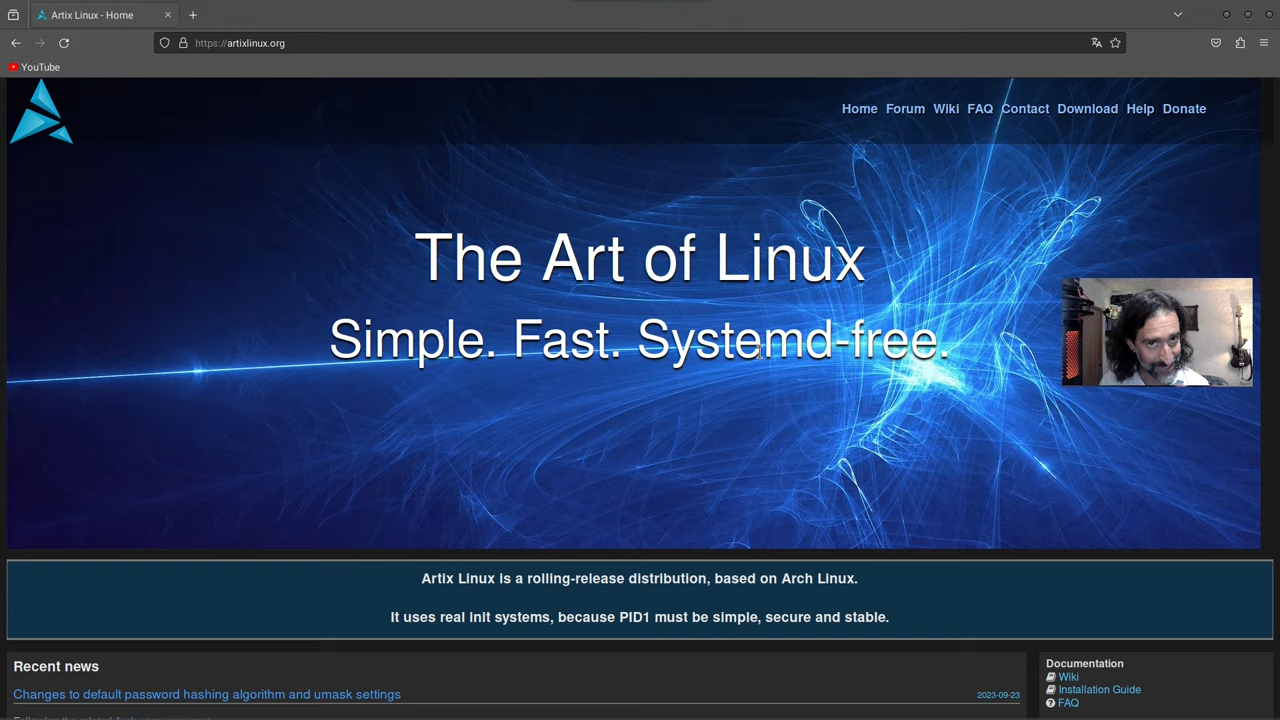 Artix Linux - Home
https://artixlinux.org
YouTube
Home Forum Wiki FAQ Contact Download Help Donate
The Art of Linux
Simple. Fast. Systemd-free.
Artix Linux is a rolling-release distribution, based on Arch Linux.
It uses real init systems, because PID1 must be simple, secure and stable.
Recent news
Changes to default password hashing algorithm and umask settings
2023-09-23
Documentation
Wiki
Installation Guide
FAQ